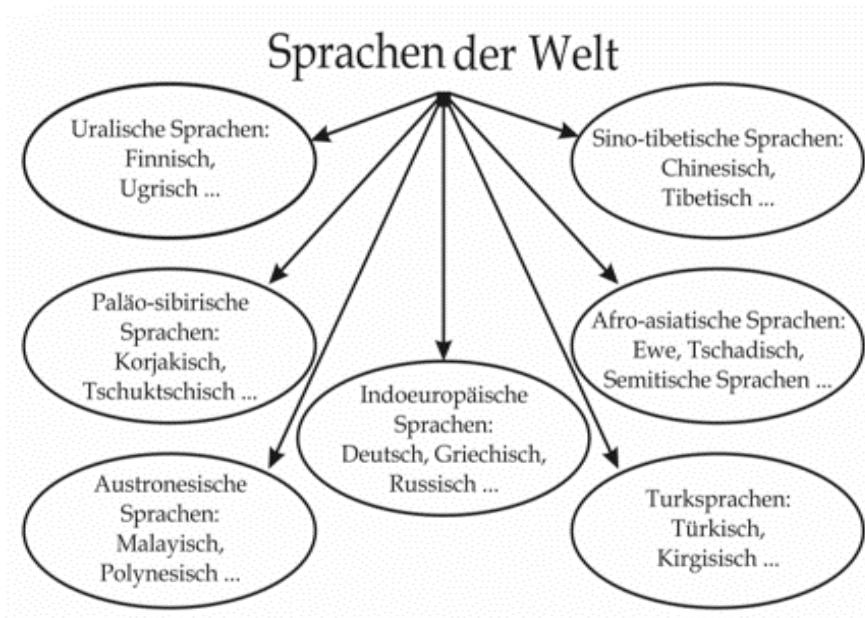 Sprachen der Welt
Uralische Sprachen:
Finnisch,
Ugrisch ...
Sino-tibetische Sprachen:
Chinesisch,
Tibetisch ...
Paläo-sibirische
Sprachen:
Korjakisch,
Tschuktschisch ...
Afro-asiatische Sprachen:
Ewe, Tschadisch,
Semitische Sprachen ...
Indoeuropäische
Sprachen:
Deutsch, Griechisch,
Russisch ...
Austronesische
Sprachen:
Malayisch,
Polynesisch ...
Turksprachen:
Türkisch,
Kirgisisch ...